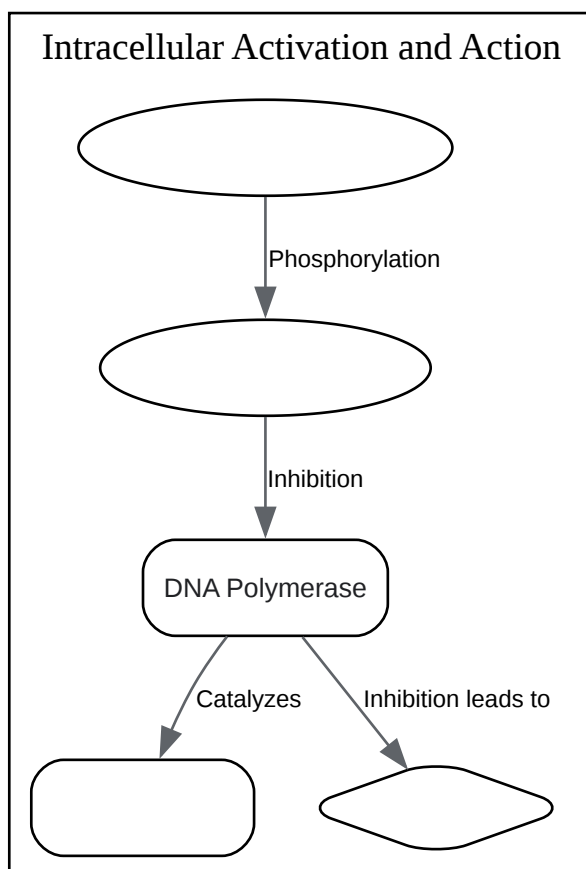 Intracellular Activation and Action
Phosphorylation
Inhibition
DNA Polymerase
Catalyzes
Inhibition leads to